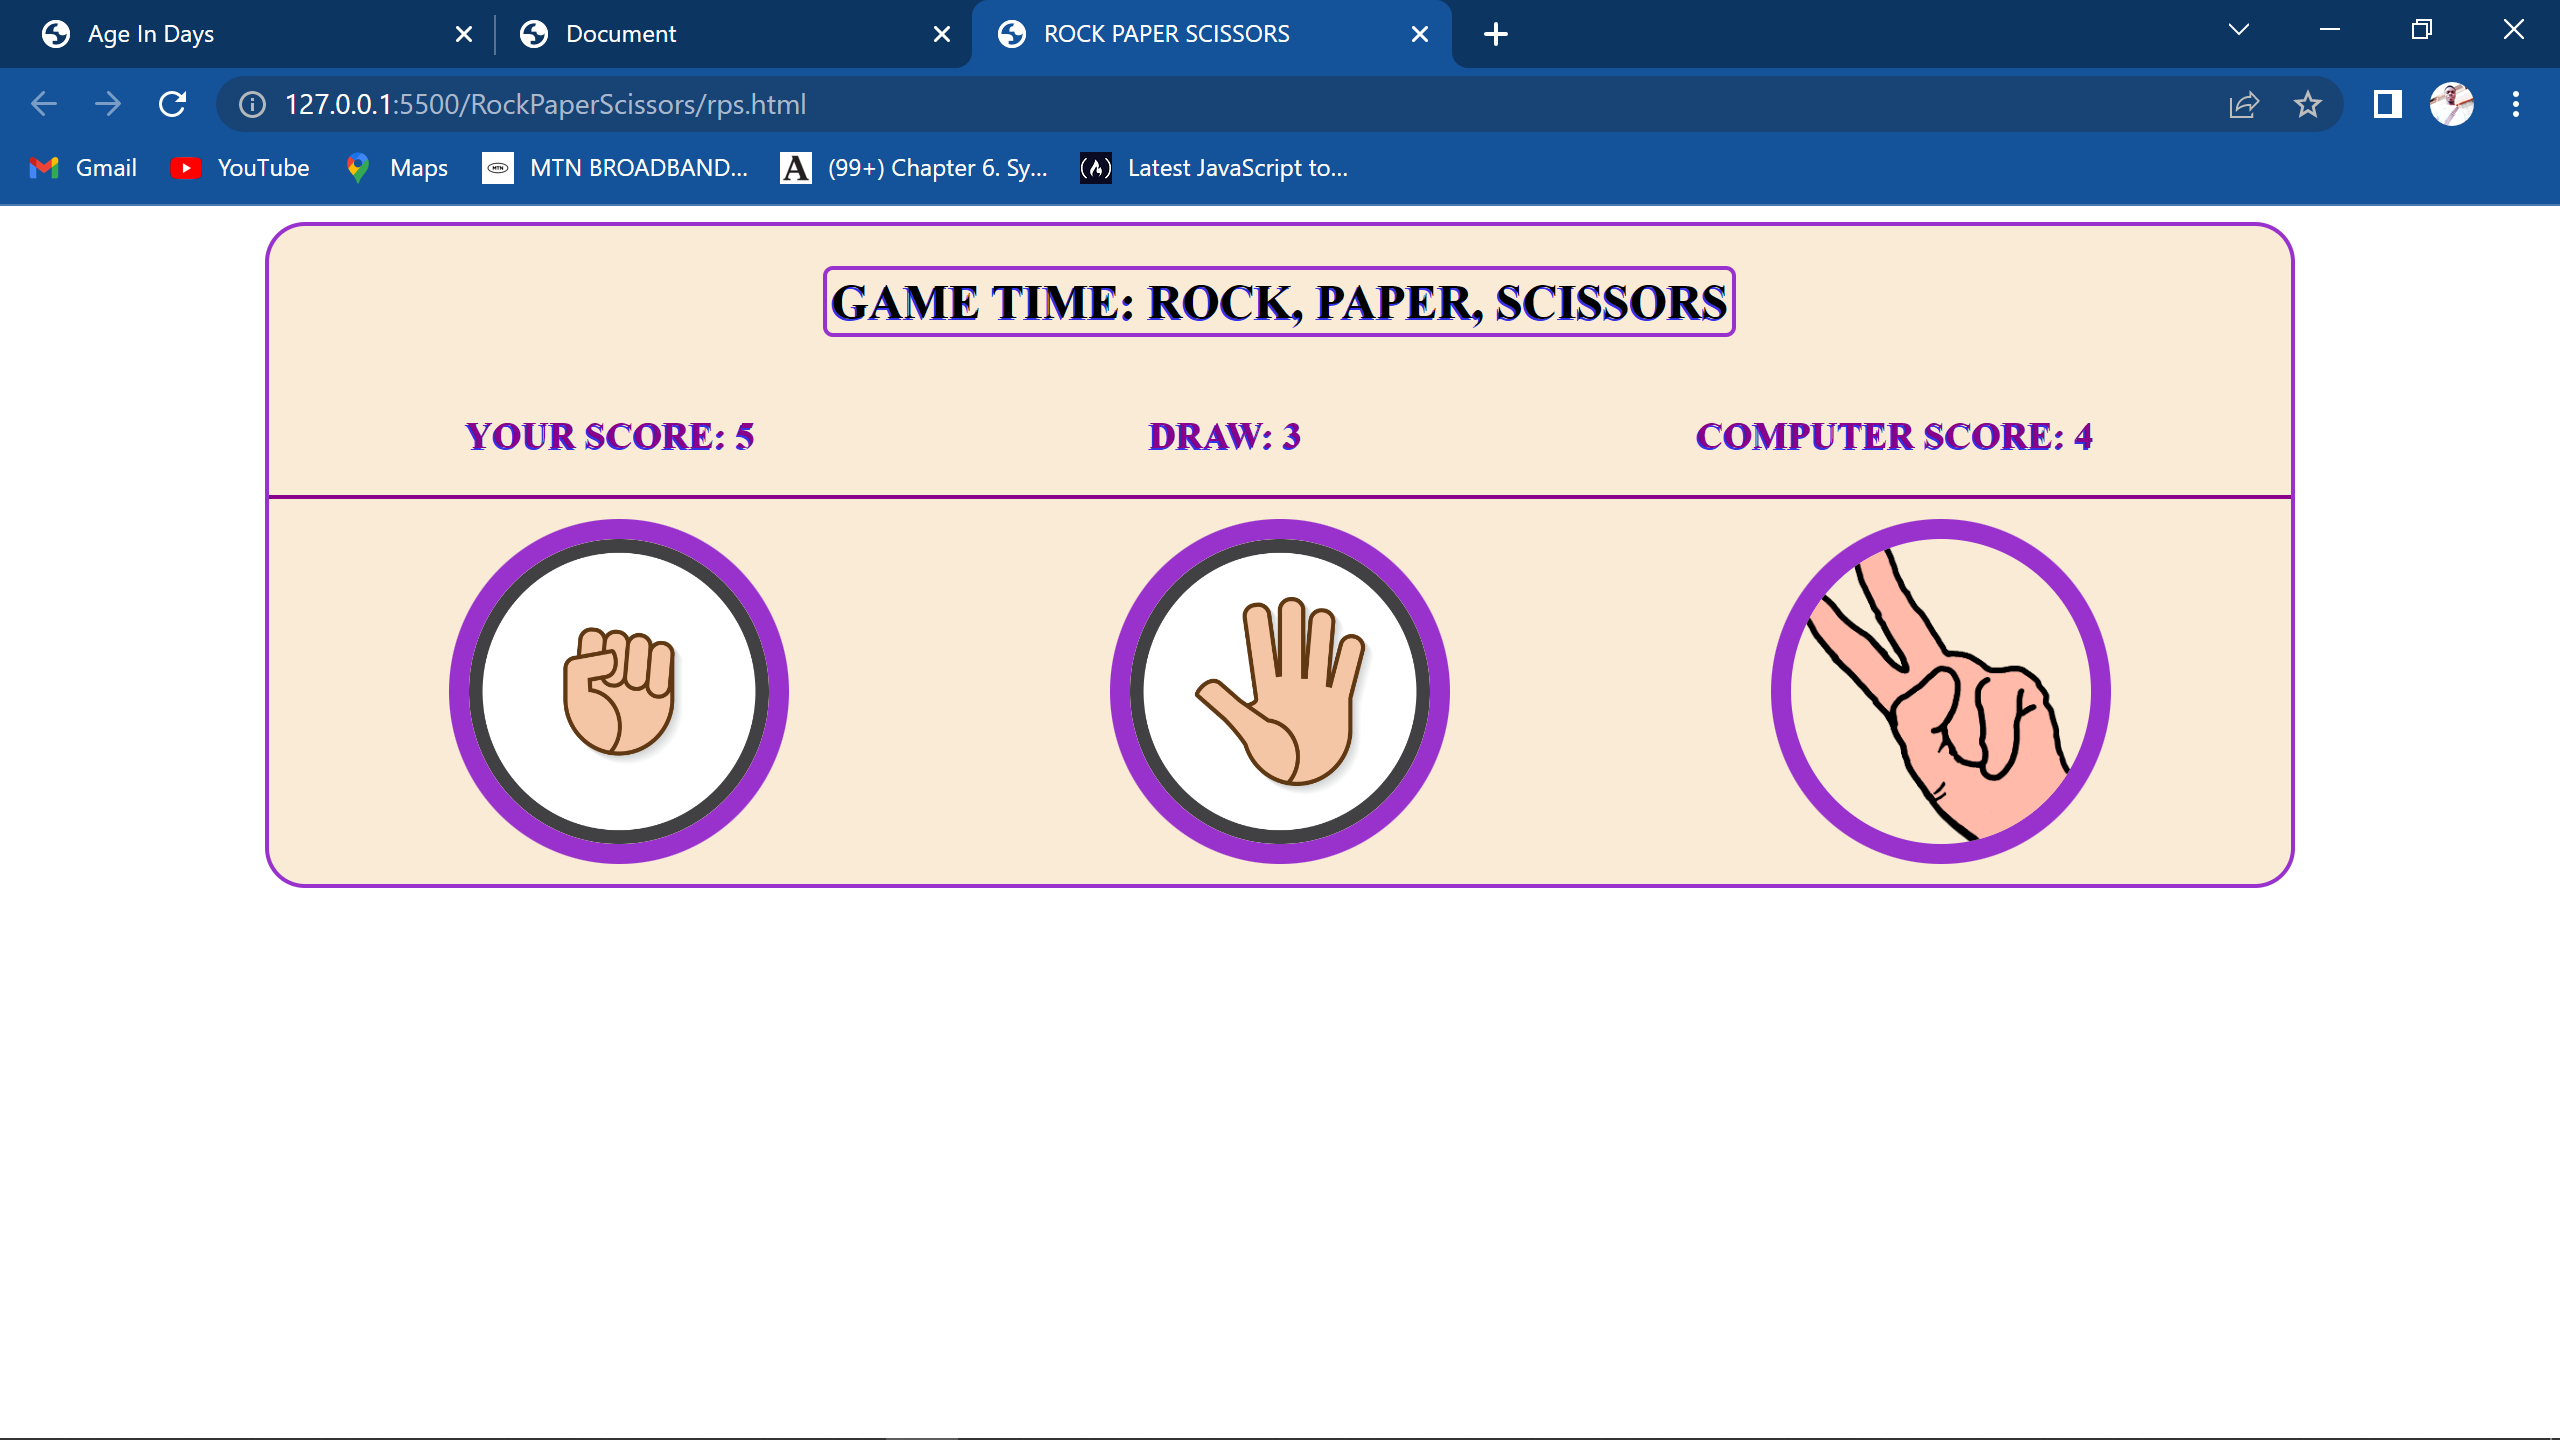 Age In Days
Document
ROCK PAPER SCISSORS
127.0.0.1:5500/RockPaperScissors/rps.html
Gmail
YouTube
Maps
MTN BROADBAND...
(99+) Chapter 6. Sy...
Latest JavaScript to...
GAME TIME: ROCK, PAPER, SCISSORS
YOUR SCORE: 5
DRAW: 3
COMPUTER SCORE: 4